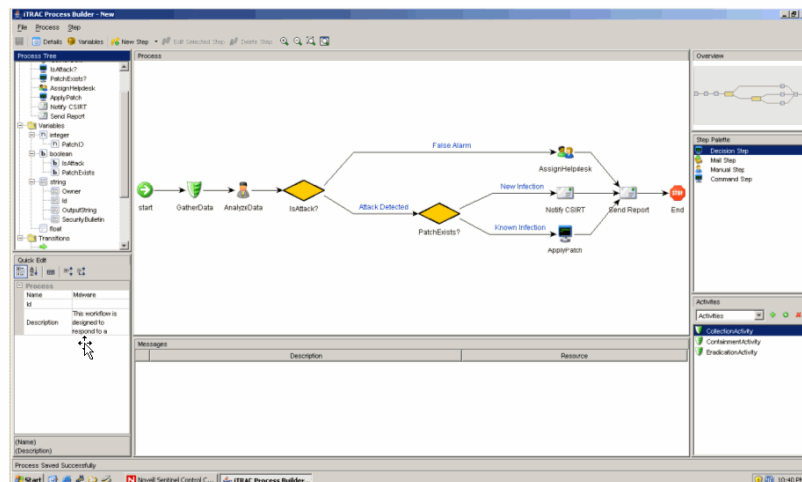 iTRAC Process Builder - New
File Process Step
Details Variables New Step Edit Selected Step Delete Step
Process Tree
IsAttack?
PatchExists?
AssignHelpdesk
ApplyPatch
Notify CSIRT
Send Report
Variables
integer
PatchID
boolean
IsAttack
PatchExists
string
Owner
Id
OutputString
SecurityBulletin
float
Transitions
Quick Edit
Process
Name Malware
Id
Description This workflow is
designed to
respond to a
(Name)
(Description)
Process
start
GatherData
AnalyzeData
IsAttack?
False Alarm
AssignHelpdesk
Attack Detected
PatchExists?
New Infection
Notify CSIRT
Known Infection
ApplyPatch
Send Report
STOP
End
Messages
Description Resource
Overview
Step Palette
Decision Step
Mail Step
Manual Step
Command Step
Activities
Activities
CollectionActivity
ContainmentActivity
EradicationActivity
Process Saved Successfully
Start Novell Sentinel Control C... iTRAC Process Builder... 10:40 PM